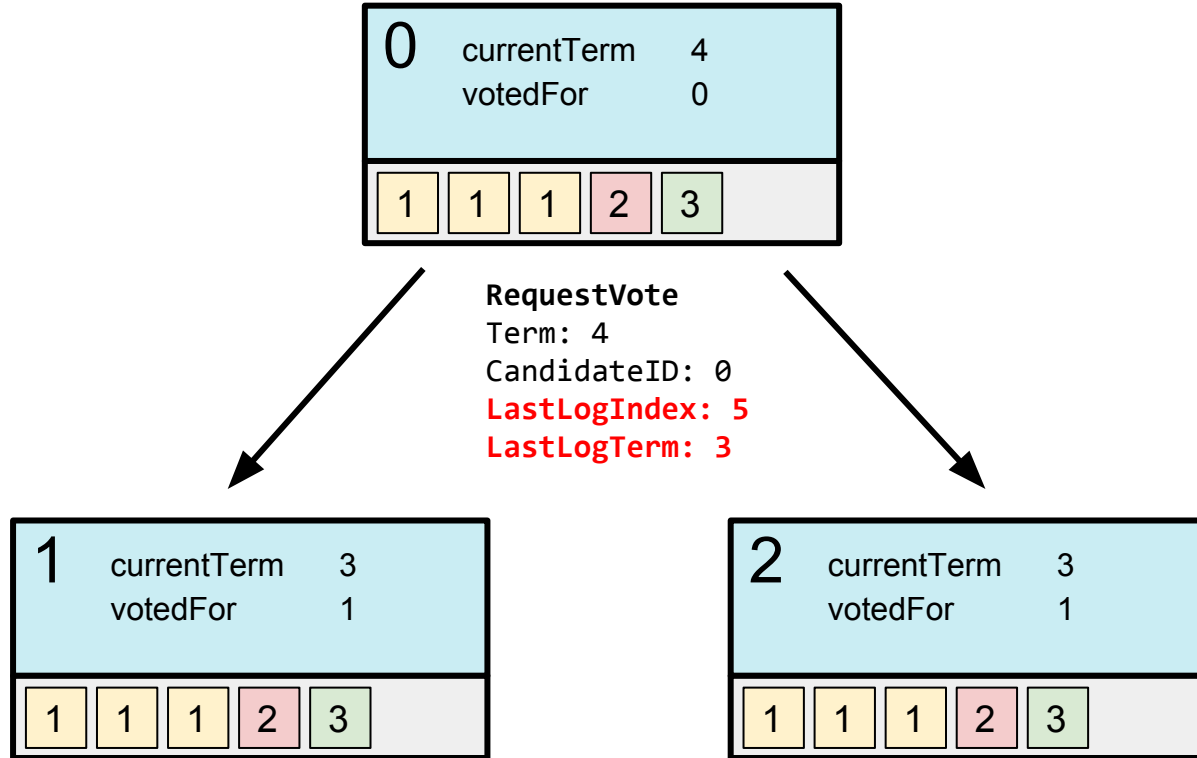 0 currentTerm 4
votedFor 0
1 1 1 2 3
RequestVote
Term: 4
CandidateID: 0
LastLogIndex: 5
LastLogTerm: 3
1 currentTerm 3
votedFor 1
1 1 1 2 3
2 currentTerm 3
votedFor 1
1 1 1 2 3